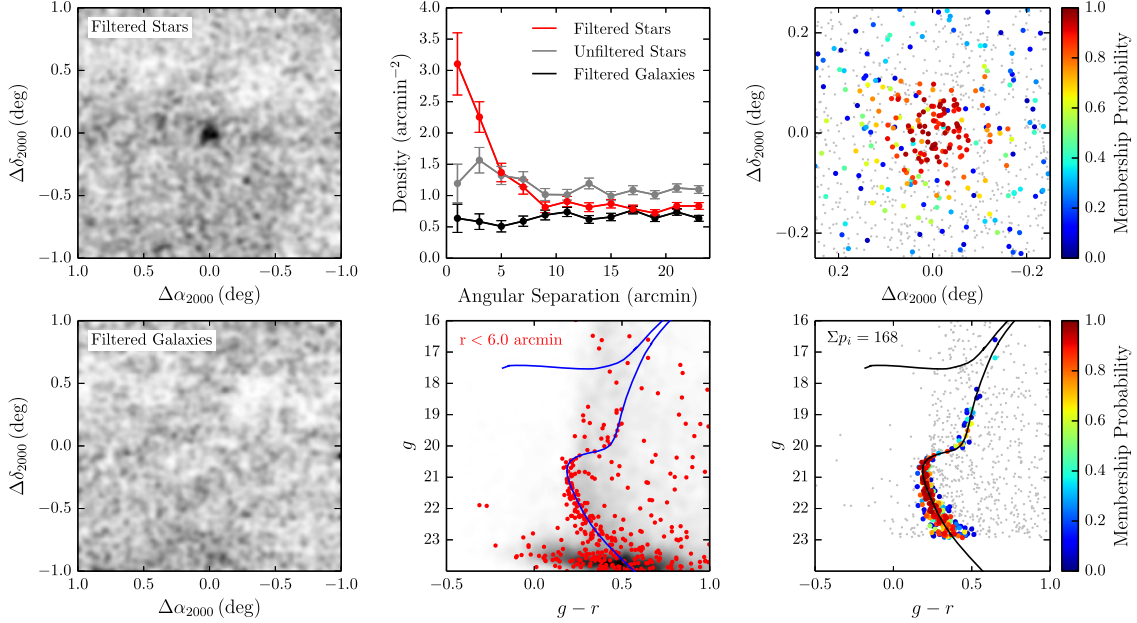 Filtered Stars
1.0
0.5
0.0
−0.5
−1.0
Δδ2000 (deg)
1.0 0.5 0.0 −0.5 −1.0
Δα2000 (deg)
4.0
3.5
3.0
2.5
2.0
1.5
1.0
0.5
0.0
Density (arcmin−2)
Filtered Stars
Unfiltered Stars
Filtered Galaxies
0 5 10 15 20
Angular Separation (arcmin)
0.2
0.0
−0.2
Δδ2000 (deg)
0.2 0.0 −0.2
Δα2000 (deg)
1.0
0.8
0.6
0.4
0.2
0.0
Membership Probability
Filtered Galaxies
1.0
0.5
0.0
−0.5
−1.0
Δδ2000 (deg)
1.0 0.5 0.0 −0.5 −1.0
Δα2000 (deg)
r < 6.0 arcmin
16
17
18
19
20
21
22
23
g
−0.5 0.0 0.5 1.0
g − r
Σpi = 168
16
17
18
19
20
21
22
23
g
−0.5 0.0 0.5 1.0
g − r
1.0
0.8
0.6
0.4
0.2
0.0
Membership Probability